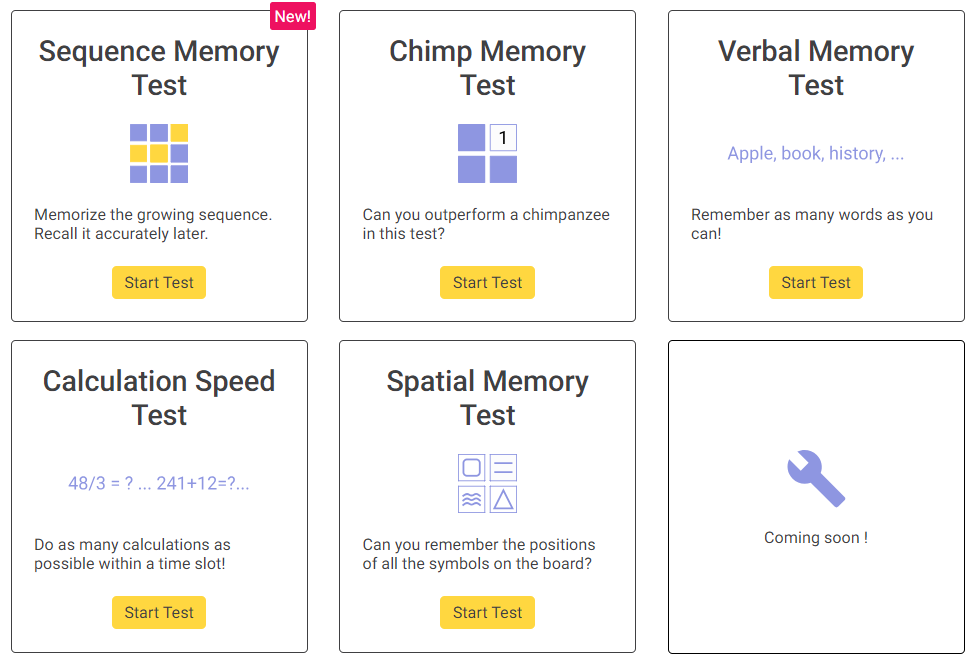 New!
Sequence Memory
Test
Memorize the growing sequence.
Recall it accurately later.
Start Test
Chimp Memory
Test
1
Can you outperform a chimpanzee
in this test?
Start Test
Verbal Memory
Test
Apple, book, history, ...
Remember as many words as you
can!
Start Test
Calculation Speed
Test
48/3 = ? ... 241+12=?...
Do as many calculations as
possible within a time slot!
Start Test
Spatial Memory
Test
Can you remember the positions
of all the symbols on the board?
Start Test
Coming soon !